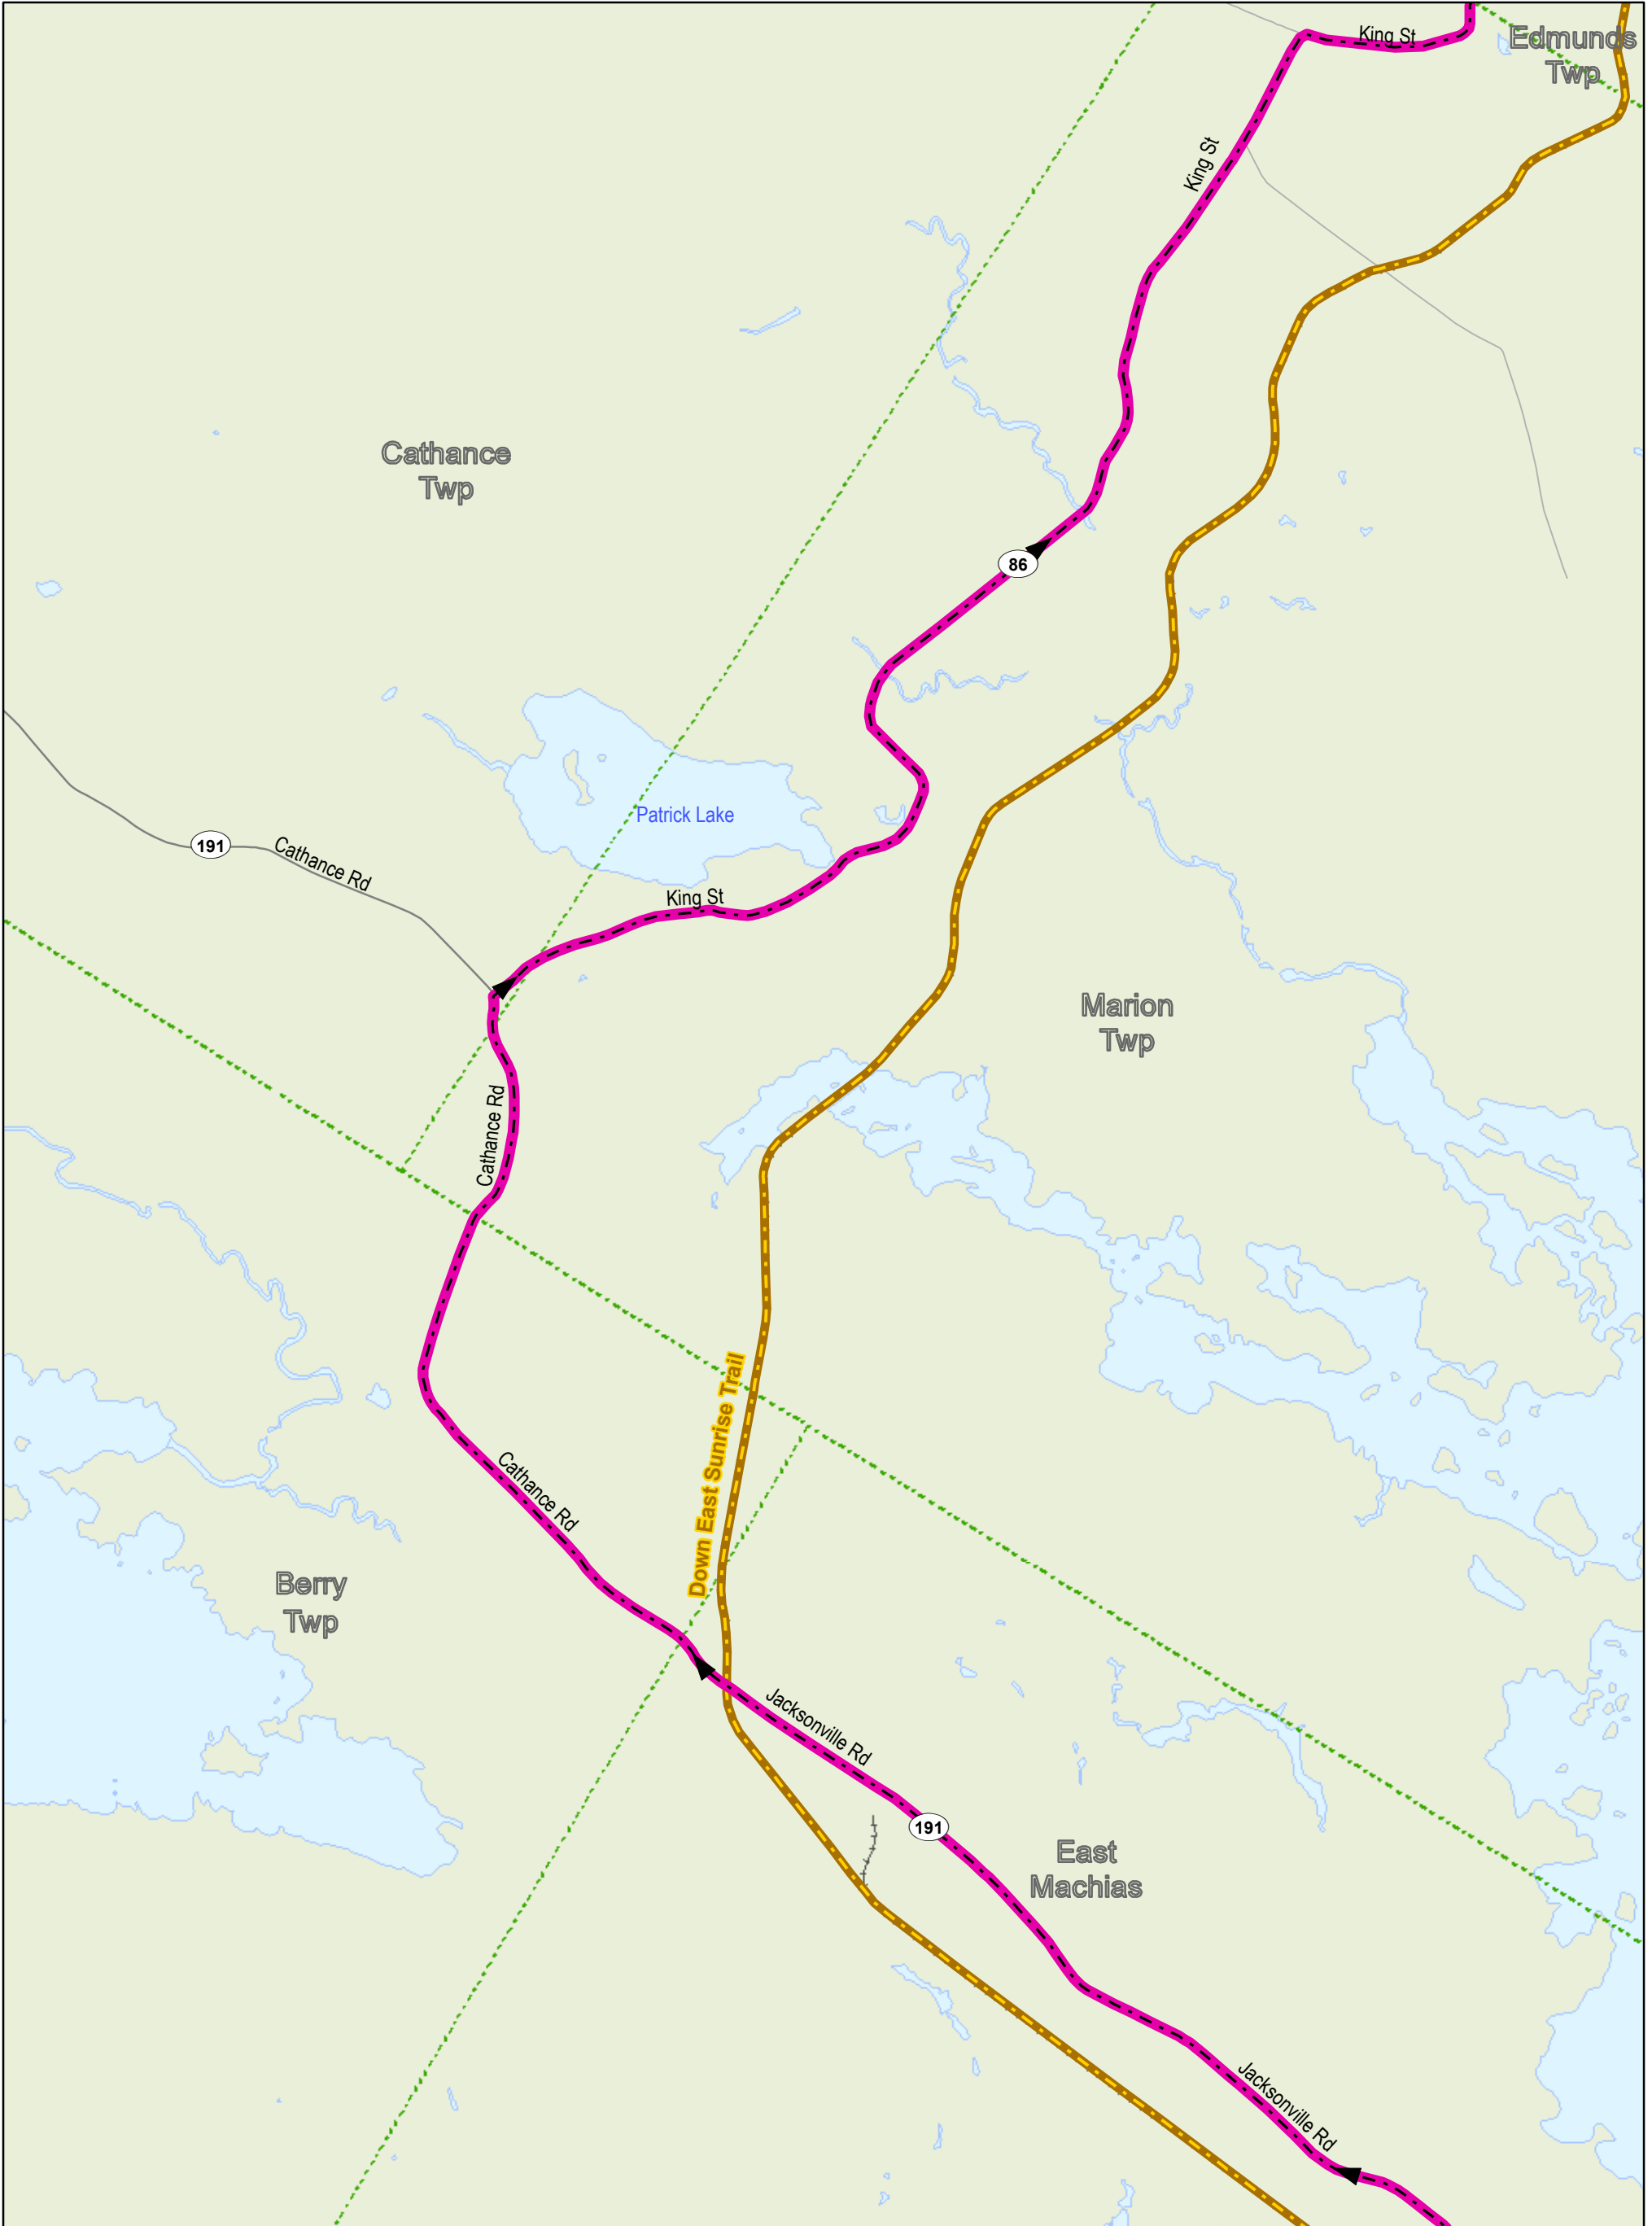 King St
Edmunds
Twp
King St
Cathance
Twp
86
Patrick Lake
191
Cathance Rd
King St
Marion
Twp
Cathance Rd
Down East Sunrise Trail
Cathance Rd
Berry
Twp
Jacksonville Rd
191
East
Machias
Jacksonville Rd